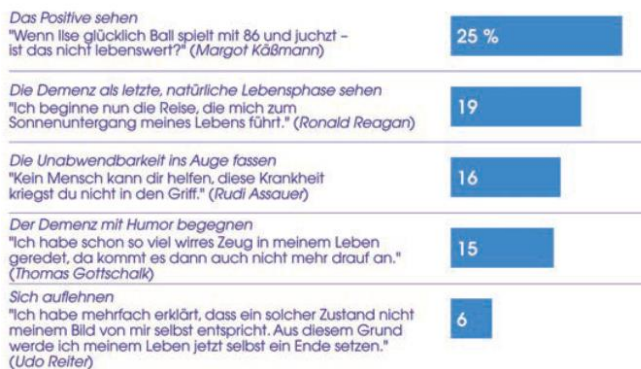 Das Positive sehen
"Wenn Ilse glücklich Ball spielt mit 86 und juchzt –
ist das nicht lebenswert?" (Margot Käßmann)
25 %
Die Demenz als letzte, natürliche Lebensphase sehen
"Ich beginne nun die Reise, die mich zum
Sonnenuntergang meines Lebens führt." (Ronald Reagan)
19
Die Unabwendbarkeit ins Auge fassen
"Kein Mensch kann dir helfen, diese Krankheit
kriegst du nicht in den Griff." (Rudi Assauer)
16
Der Demenz mit Humor begegnen
"Ich habe schon so viel wirres Zeug in meinem Leben
geredet, da kommt es dann auch nicht mehr drauf an."
(Thomas Gottschalk)
15
Sich auflehnen
"Ich habe mehrfach erklärt, dass ein solcher Zustand nicht
meinem Bild von mir selbst entspricht. Aus diesem Grund
werde ich meinem Leben jetzt selbst ein Ende setzen."
(Udo Reiter)
6